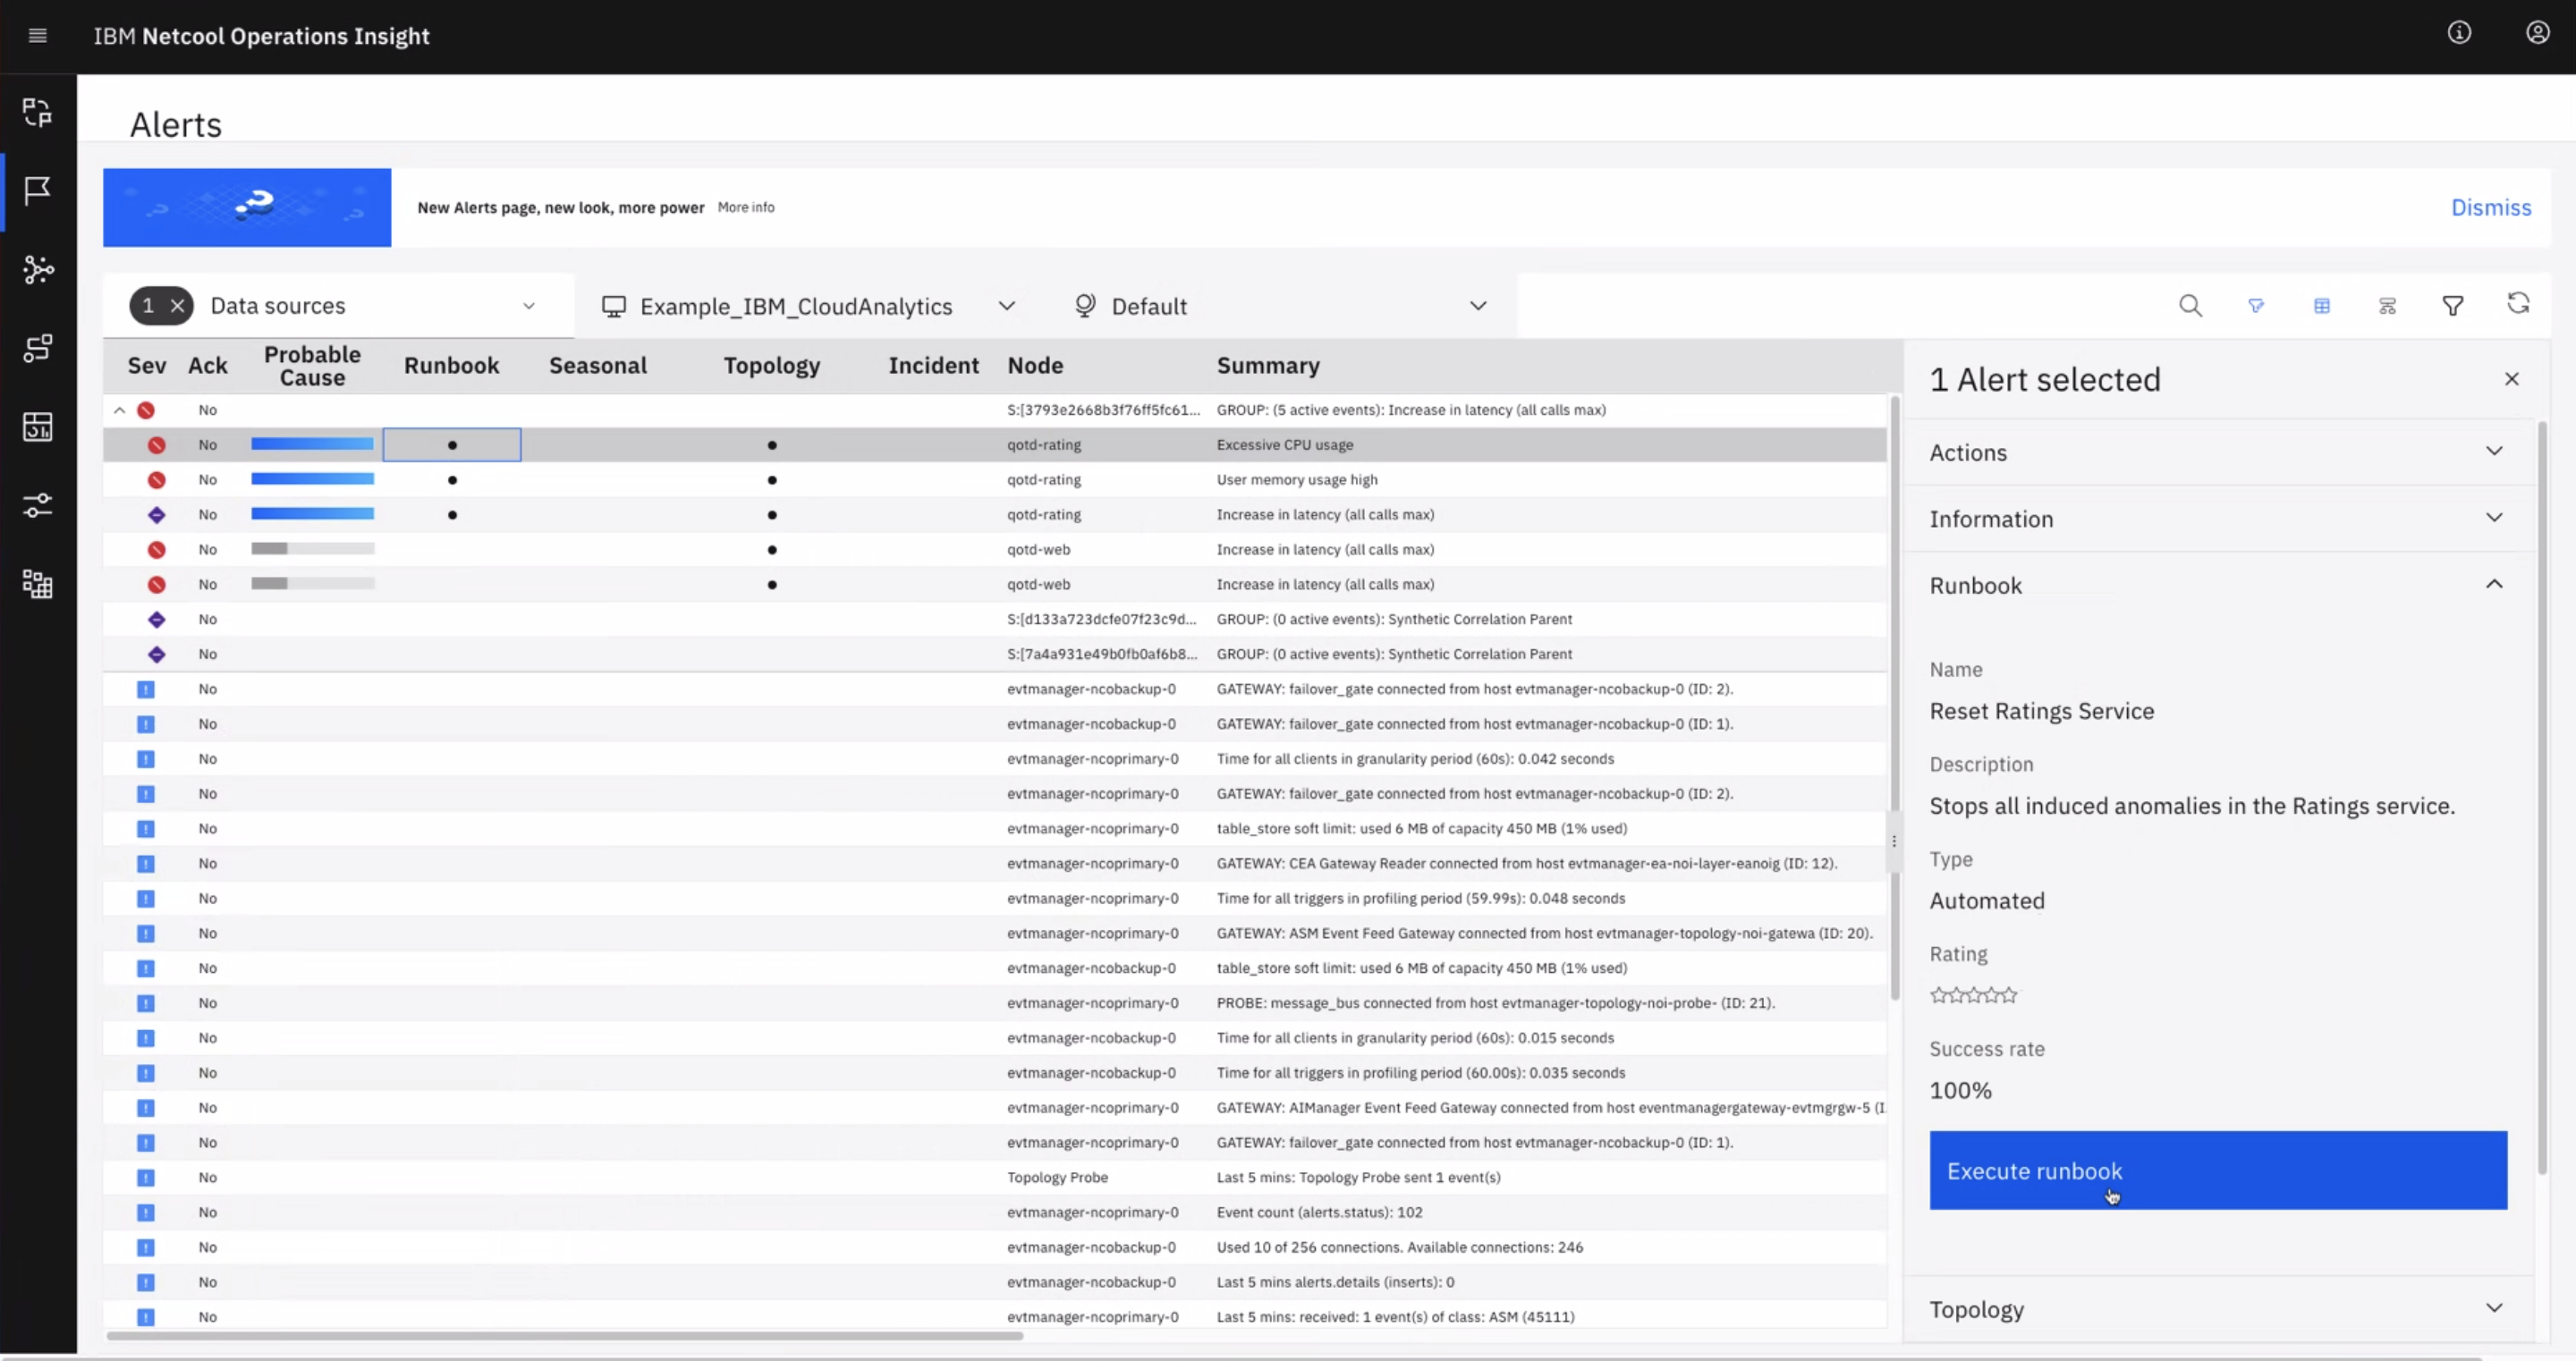 IBM Netcool Operations Insight
Alerts
New Alerts page, new look, more power More info
Dismiss
1 Data sources
Example_IBM_CloudAnalytics
Default
Sev Ack Probable Cause Runbook Seasonal Topology Incident Node Summary
No S:[3793e2668b3f76ff5fc61... GROUP: (5 active events): Increase in latency (all calls max)
No qotd-rating Excessive CPU usage
No qotd-rating User memory usage high
No qotd-rating Increase in latency (all calls max)
No qotd-web Increase in latency (all calls max)
No qotd-web Increase in latency (all calls max)
No S:[d133a723dcfe07f23c9d... GROUP: (0 active events): Synthetic Correlation Parent
No S:[7a4a931e49b0fb0af6b8... GROUP: (0 active events): Synthetic Correlation Parent
No evtmanager-ncobackup-0 GATEWAY: failover_gate connected from host evtmanager-ncobackup-0 (ID: 2).
No evtmanager-ncobackup-0 GATEWAY: failover_gate connected from host evtmanager-ncobackup-0 (ID: 1).
No evtmanager-ncoprimary-0 Time for all clients in granularity period (60s): 0.042 seconds
No evtmanager-ncoprimary-0 GATEWAY: failover_gate connected from host evtmanager-ncobackup-0 (ID: 2).
No evtmanager-ncoprimary-0 table_store soft limit: used 6 MB of capacity 450 MB (1% used)
No evtmanager-ncoprimary-0 GATEWAY: CEA Gateway Reader connected from host evtmanager-ea-noi-layer-eanoig (ID: 12).
No evtmanager-ncoprimary-0 Time for all triggers in profiling period (59.99s): 0.048 seconds
No evtmanager-ncoprimary-0 GATEWAY: ASM Event Feed Gateway connected from host evtmanager-topology-noi-gatewa (ID: 20).
No evtmanager-ncobackup-0 table_store soft limit: used 6 MB of capacity 450 MB (1% used)
No evtmanager-ncoprimary-0 PROBE: message_bus connected from host evtmanager-topology-noi-probe- (ID: 21).
No evtmanager-ncobackup-0 Time for all clients in granularity period (60s): 0.015 seconds
No evtmanager-ncobackup-0 Time for all triggers in profiling period (60.00s): 0.035 seconds
No evtmanager-ncoprimary-0 GATEWAY: AIManager Event Feed Gateway connected from host eventmanagergateway-evtmgrgw-5 (I
No evtmanager-ncoprimary-0 GATEWAY: failover_gate connected from host evtmanager-ncobackup-0 (ID: 1).
No Topology Probe Last 5 mins: Topology Probe sent 1 event(s)
No evtmanager-ncoprimary-0 Event count (alerts.status): 102
No evtmanager-ncobackup-0 Used 10 of 256 connections. Available connections: 246
No evtmanager-ncobackup-0 Last 5 mins alerts.details (inserts): 0
No evtmanager-ncoprimary-0 Last 5 mins: received: 1 event(s) of class: ASM (45111)
1 Alert selected
Actions
Information
Runbook
Name
Reset Ratings Service
Description
Stops all induced anomalies in the Ratings service.
Type
Automated
Rating
Success rate
100%
Execute runbook
Topology